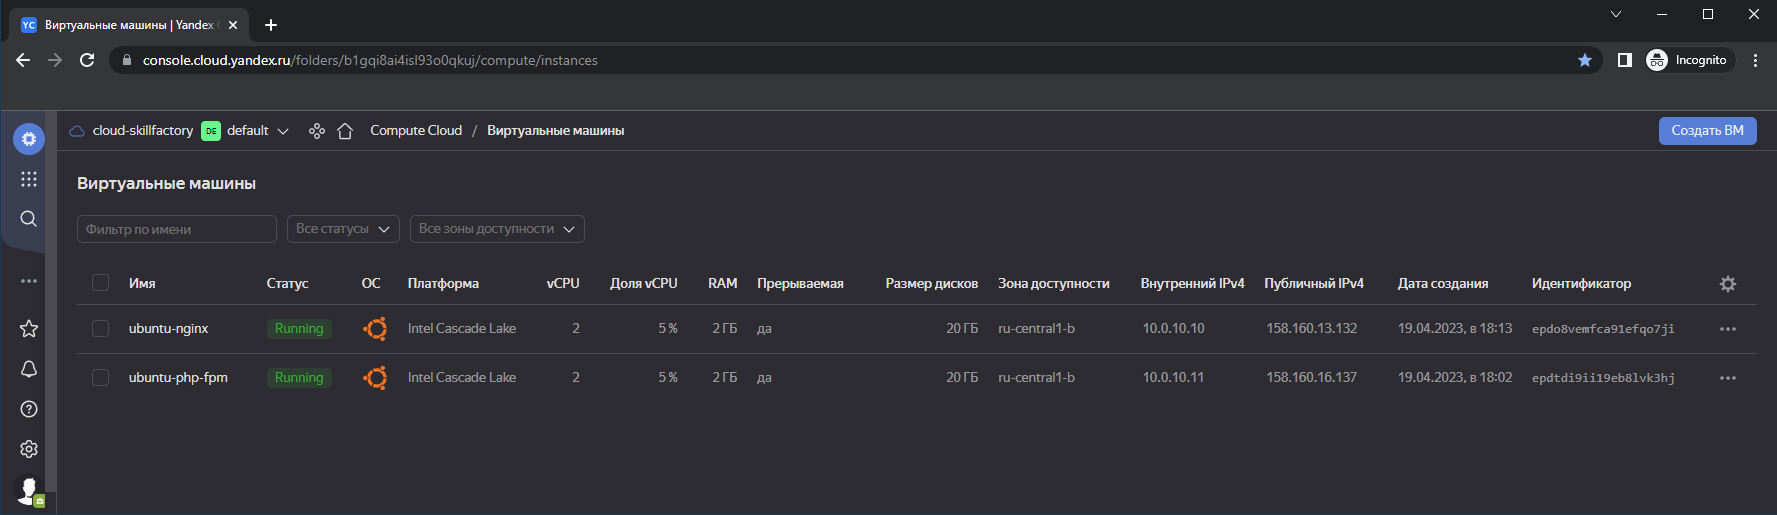 YC Виртуальные машины | Yandex
console.cloud.yandex.ru/folders/b1gqi8ai4isl93o0qkuj/compute/instances Incognito
cloud-skillfactory DE default Compute Cloud / Виртуальные машины Создать ВМ
Виртуальные машины
Фильтр по имени Все статусы Все зоны доступности
Имя Статус ОС Платформа vCPU Доля vCPU RAM Прерываемая Размер дисков Зона доступности Внутренний IPv4 Публичный IPv4 Дата создания Идентификатор
ubuntu-nginx Running Intel Cascade Lake 2 5 % 2 ГБ да 20 ГБ ru-central1-b 10.0.10.10 158.160.13.132 19.04.2023, в 18:13 epdo8vemfca91efqo7ji
ubuntu-php-fpm Running Intel Cascade Lake 2 5 % 2 ГБ да 20 ГБ ru-central1-b 10.0.10.11 158.160.16.137 19.04.2023, в 18:02 epdtdi9ii19eb8lvk3hj